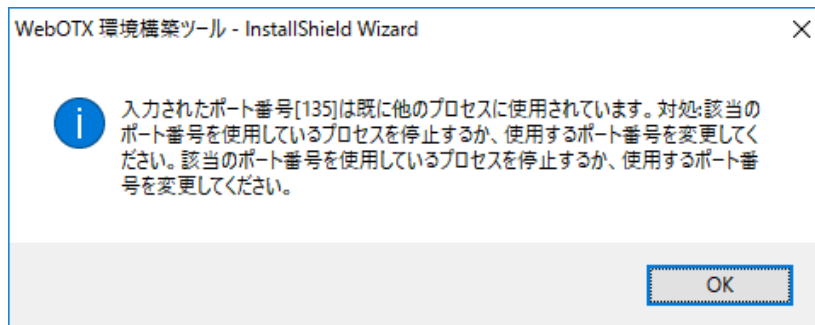 WebOTX 環境構築ツール - InstallShield Wizard
入力されたポート番号[135]は既に他のプロセスに使用されています。対処:該当の
ポート番号を使用しているプロセスを停止するか、使用するポート番号を変更してく
ださい。該当のポート番号を使用しているプロセスを停止するか、使用するポート番
号を変更してください。
OK